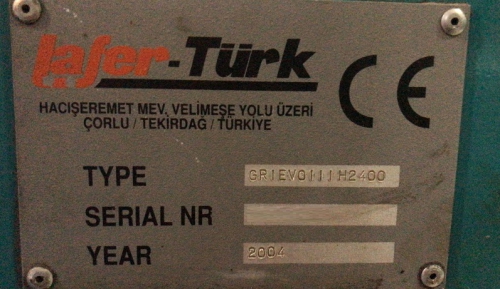 Lafer-Türk
CE
HACIŞEREMET MEV. VELİMEŞE YOLU ÜZERİ
ÇORLU / TEKİRDAĞ / TÜRKİYE
TYPE GR1EV0111H2400
SERIAL NR
YEAR 2004